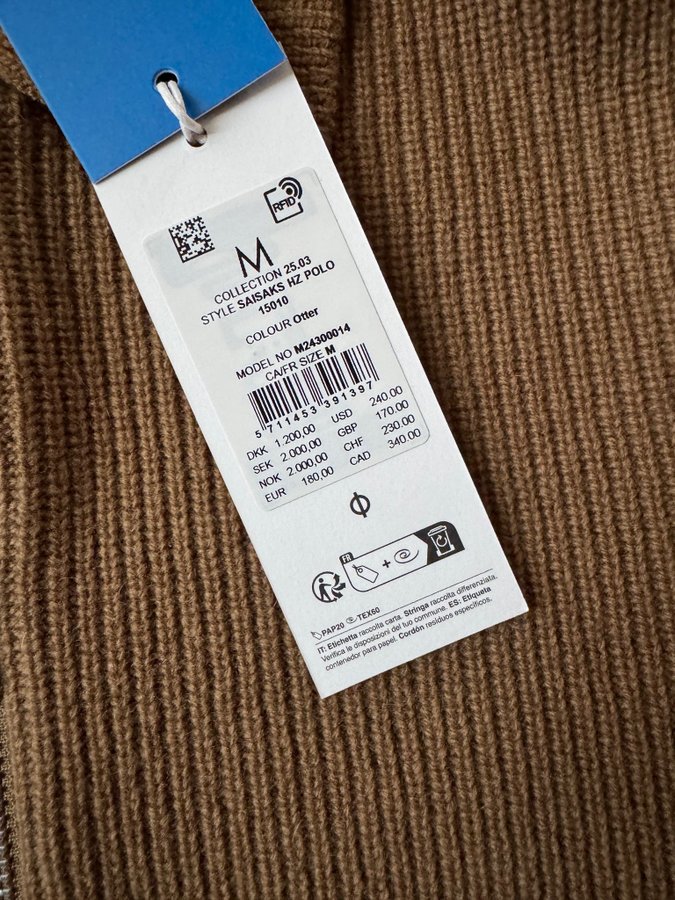 RFID
M
COLLECTION 25.03
STYLE SAISAKS HZ POLO
15010
COLOUR Otter
MODEL NO M24300014
CA/FR SIZE M
5 711453 391397
DKK 1.200,00 USD 240.00
SEK 2.000,00 GBP 170.00
NOK 2.000,00 CHF 230.00
EUR 180,00 CAD 340.00
FR
+
PAP20 TEX60
IT: Etichetta raccolta carta. Stringa raccolta differenziata.
Verifica le disposizioni del tuo commune. ES: Etiqueta
contenedor para papel. Cordón residuos específicos.